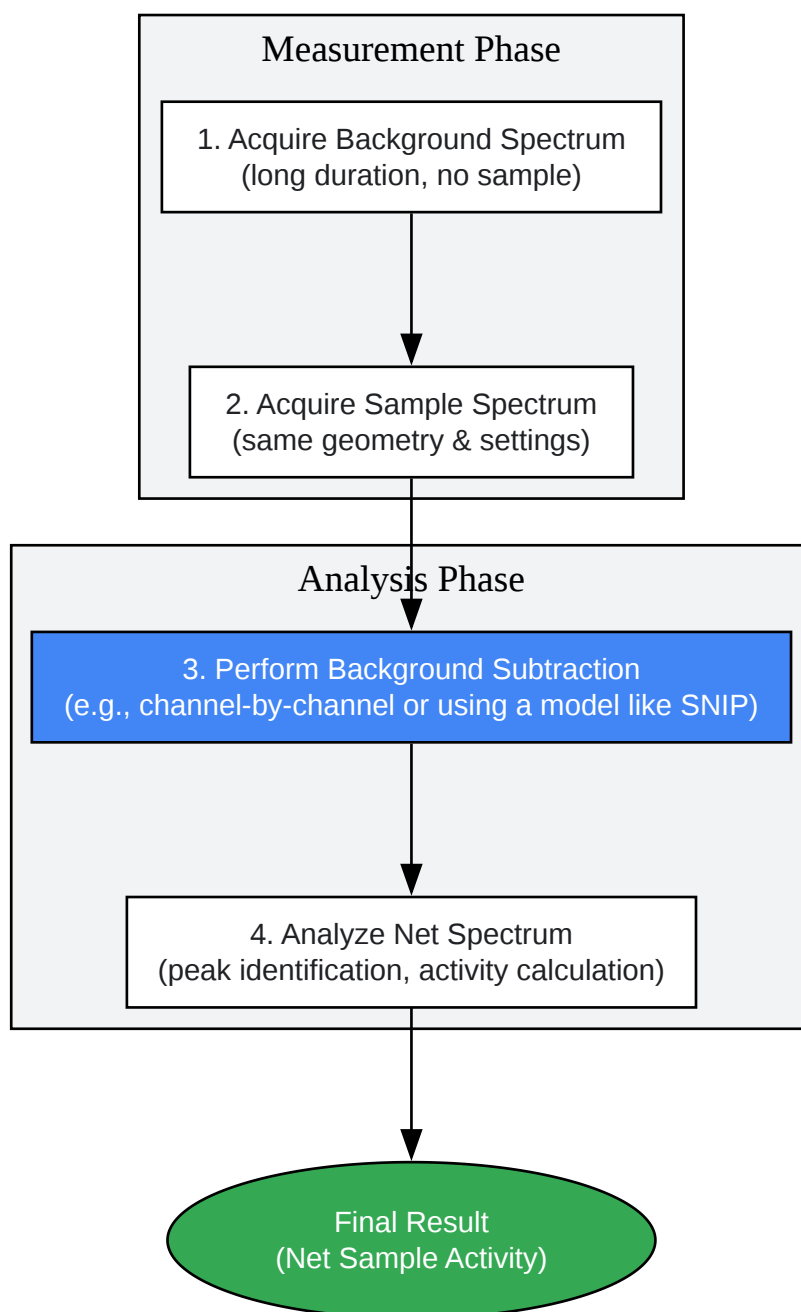 Measurement Phase
1. Acquire Background Spectrum
(long duration, no sample)
2. Acquire Sample Spectrum
(same geometry & settings)
Analysis Phase
3. Perform Background Subtraction
(e.g., channel-by-channel or using a model like SNIP)
4. Analyze Net Spectrum
(peak identification, activity calculation)
Final Result
(Net Sample Activity)